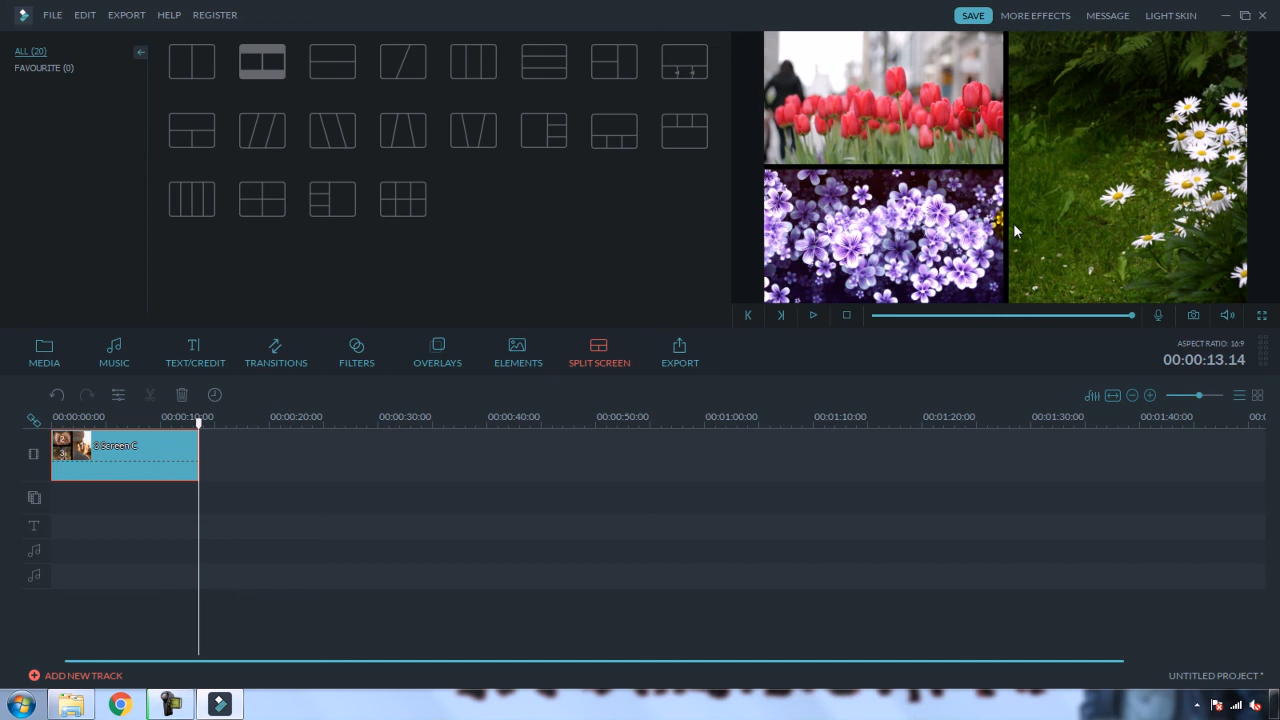 FILE EDIT EXPORT HELP REGISTER SAVE MORE EFFECTS MESSAGE LIGHT SKIN
ALL (20)
FAVOURITE (0)
MEDIA MUSIC TEXT/CREDIT TRANSITIONS FILTERS OVERLAYS ELEMENTS SPLIT SCREEN EXPORT
ASPECT RATIO: 16:9
00:00:13.14
00:00:00:00 00:00:10:00 00:00:20:00 00:00:30:00 00:00:40:00 00:00:50:00 00:01:00:00 00:01:10:00 00:01:20:00 00:01:30:00 00:01:40:00
2
3
Screen C
ADD NEW TRACK
UNTITLED PROJECT *